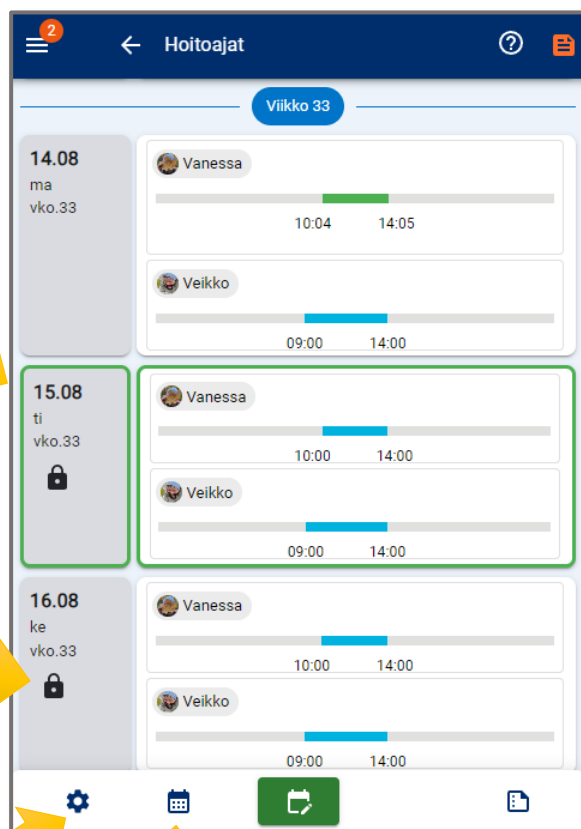 2
Hoitoajat
Viikko 33
14.08
ma
vko.33
Vanessa
10:04 14:05
Veikko
09:00 14:00
15.08
ti
vko.33
Vanessa
10:00 14:00
Veikko
09:00 14:00
16.08
ke
vko.33
Vanessa
10:00 14:00
Veikko
09:00 14:00